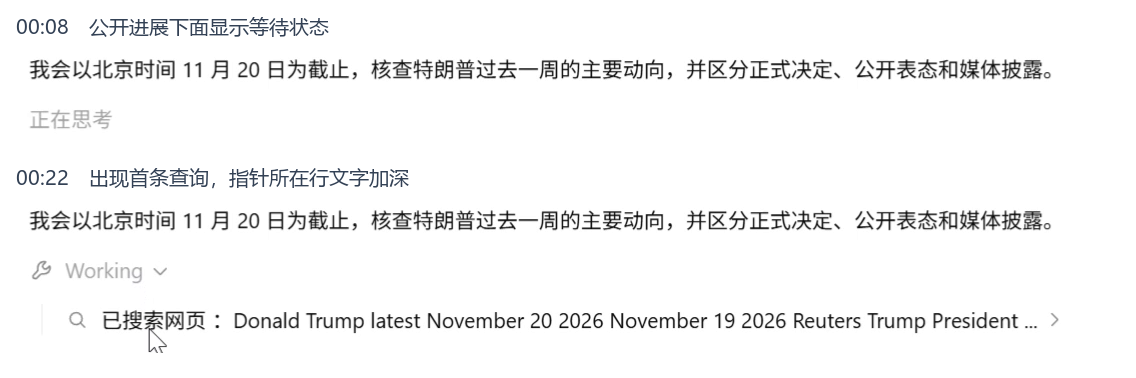 00:08 公开进展下面显示等待状态
我会以北京时间 11 月 20 日为截止，核查特朗普过去一周的主要动向，并区分正式决定、公开表态和媒体披露。
正在思考
00:22 出现首条查询，指针所在行文字加深
我会以北京时间 11 月 20 日为截止，核查特朗普过去一周的主要动向，并区分正式决定、公开表态和媒体披露。
Working
已搜索网页： Donald Trump latest November 20 2026 November 19 2026 Reuters Trump President ...